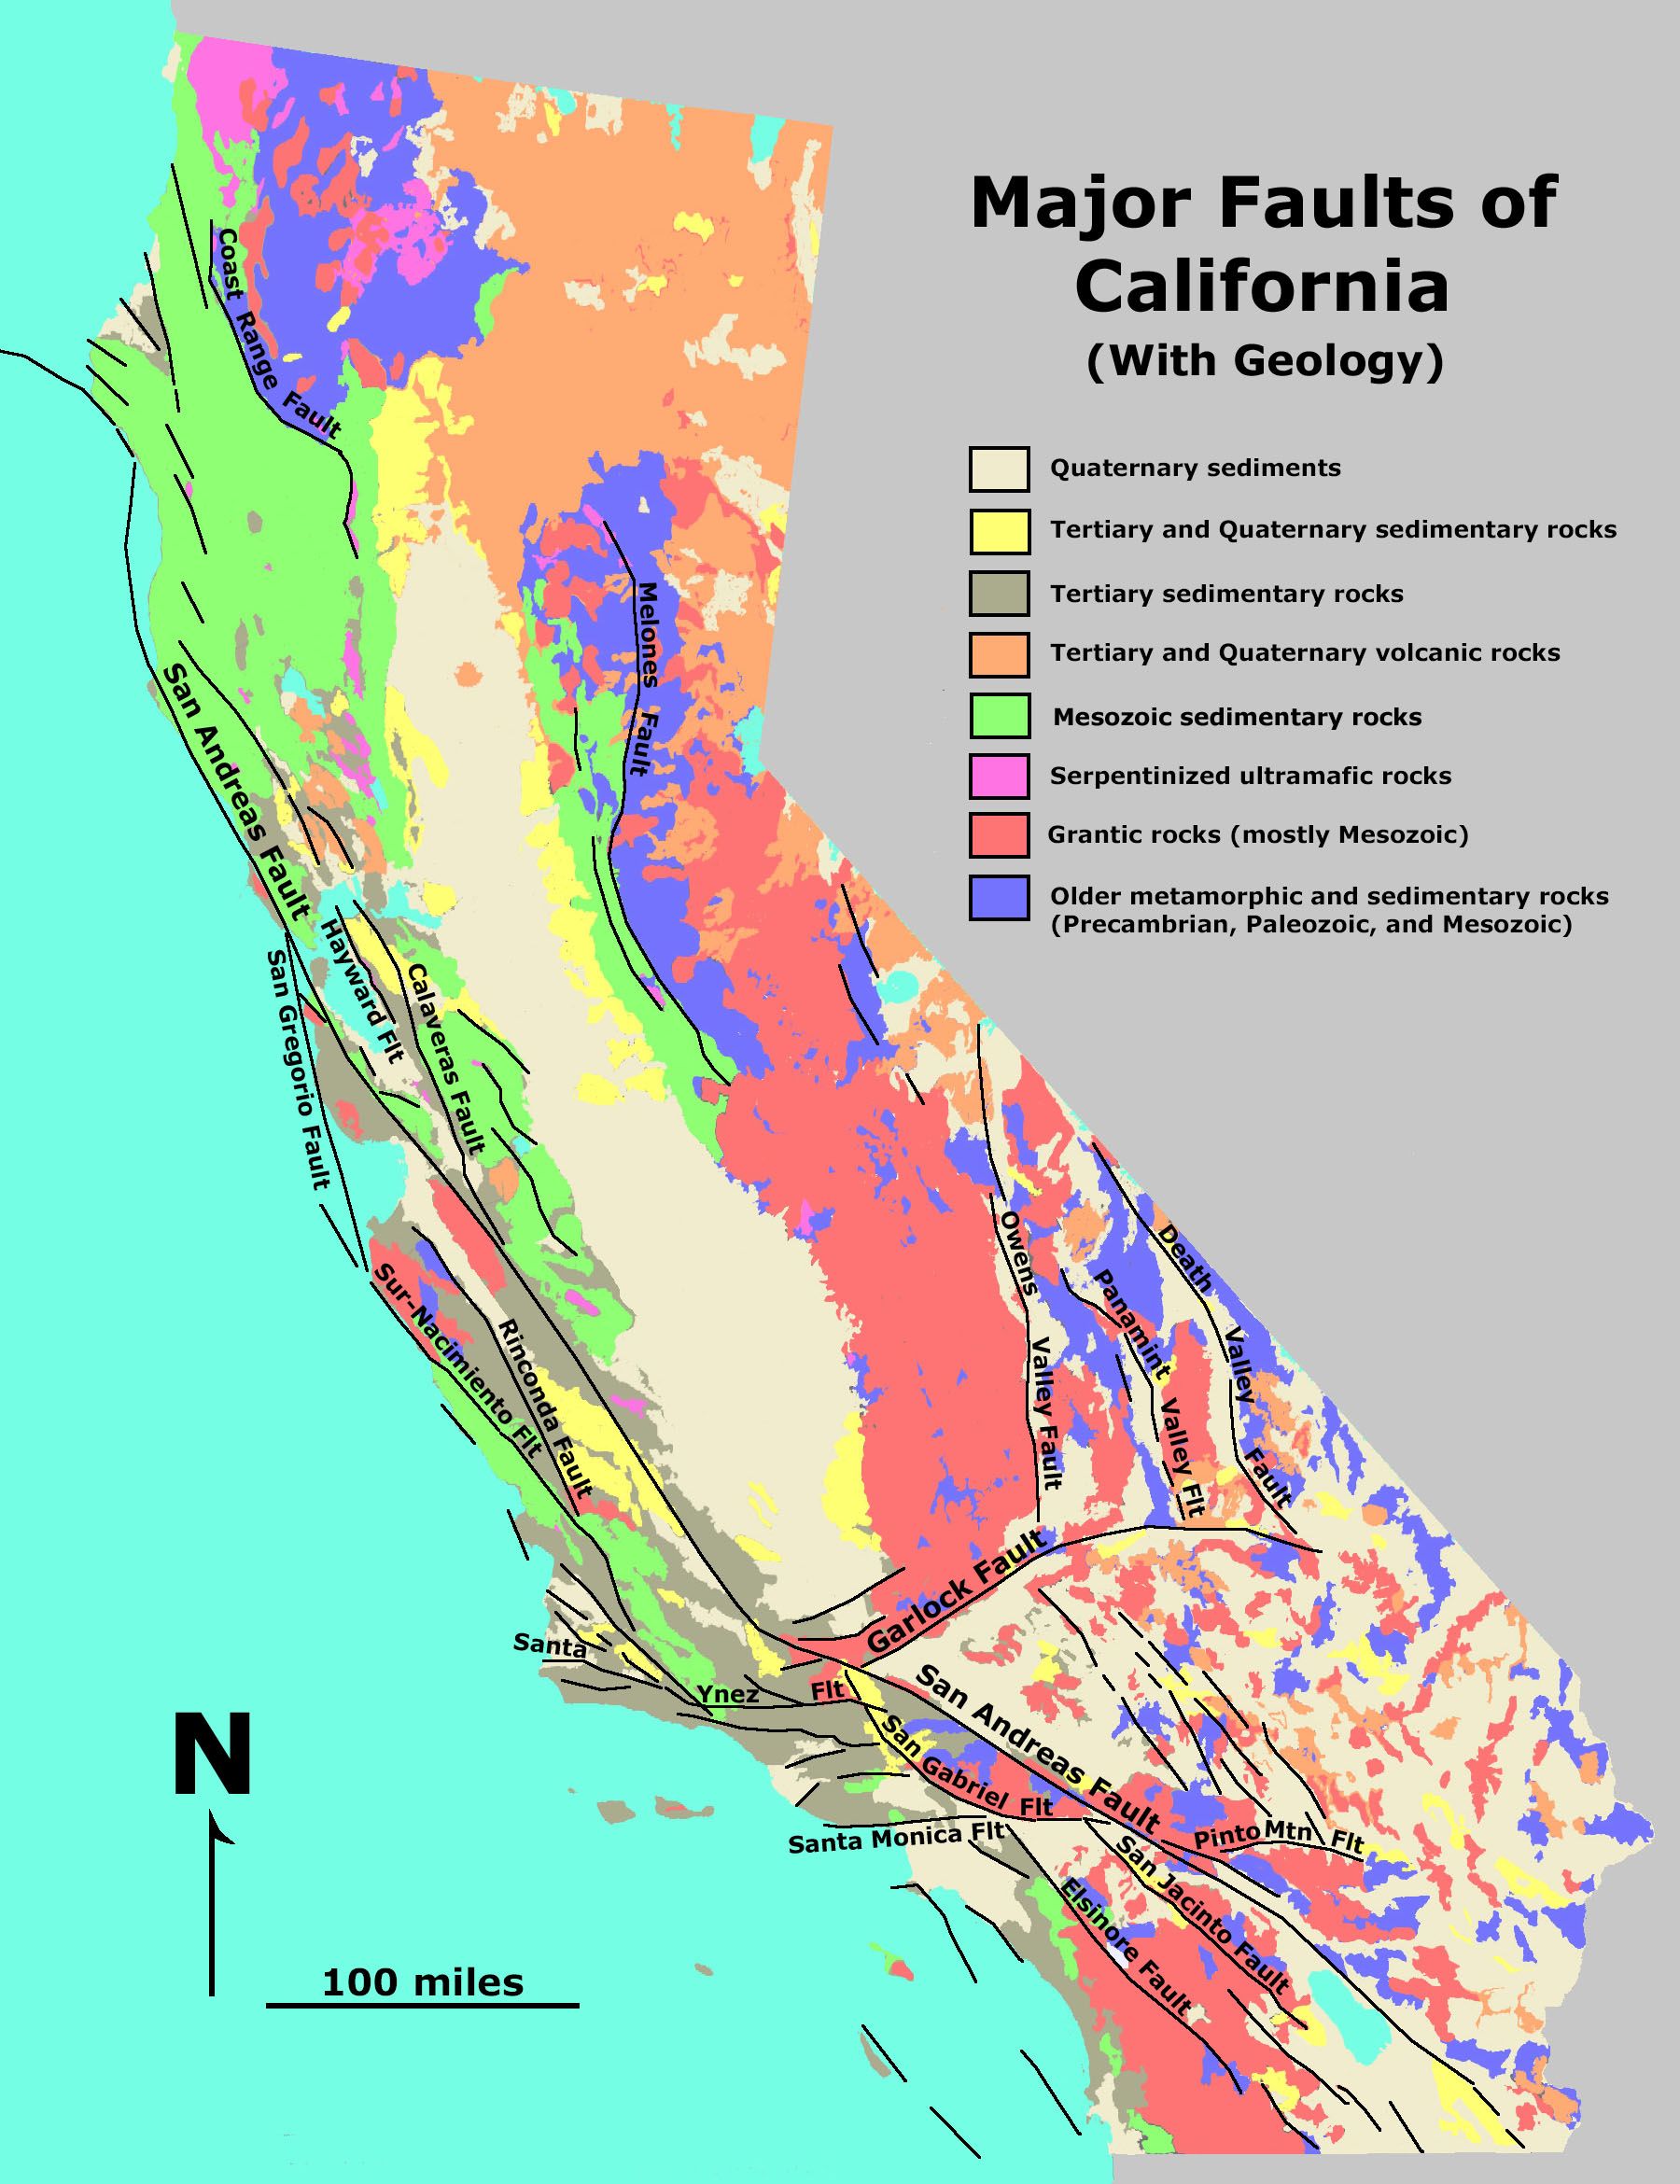 Major Faults of
California
(With Geology)
Quaternary sediments
Tertiary and Quaternary sedimentary rocks
Tertiary sedimentary rocks
Tertiary and Quaternary volcanic rocks
Mesozoic sedimentary rocks
Serpentinized ultramafic rocks
Grantic rocks (mostly Mesozoic)
Older metamorphic and sedimentary rocks
(Precambrian, Paleozoic, and Mesozoic)
Coast Range Fault
Melones Fault
San Andreas Fault
Hayward Flt
San Gregorio Fault
Calaveras Fault
Sur-Nacimiento Flt
Rinconda Fault
Owens Valley Fault
Panamint Valley Flt
Death Valley Fault
Garlock Fault
Santa Ynez Flt
San Andreas Fault
San Gabriel Flt
Santa Monica Flt
Pinto Mtn Flt
San Jacinto Fault
Elsinore Fault
N
100 miles